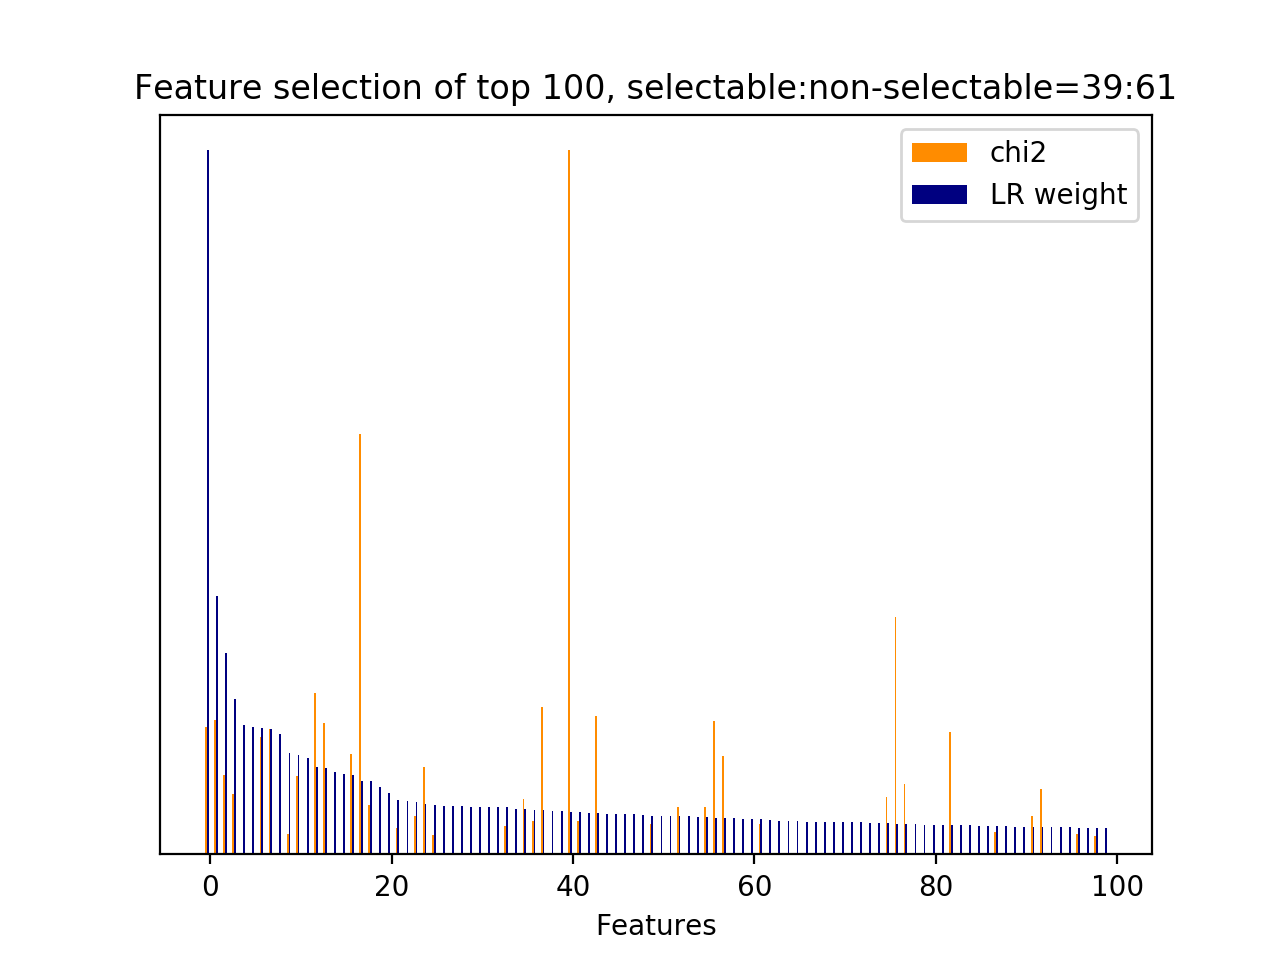 Feature selection of top 100, selectable:non-selectable=39:61
chi2
LR weight
0 20 40 60 80 100
Features